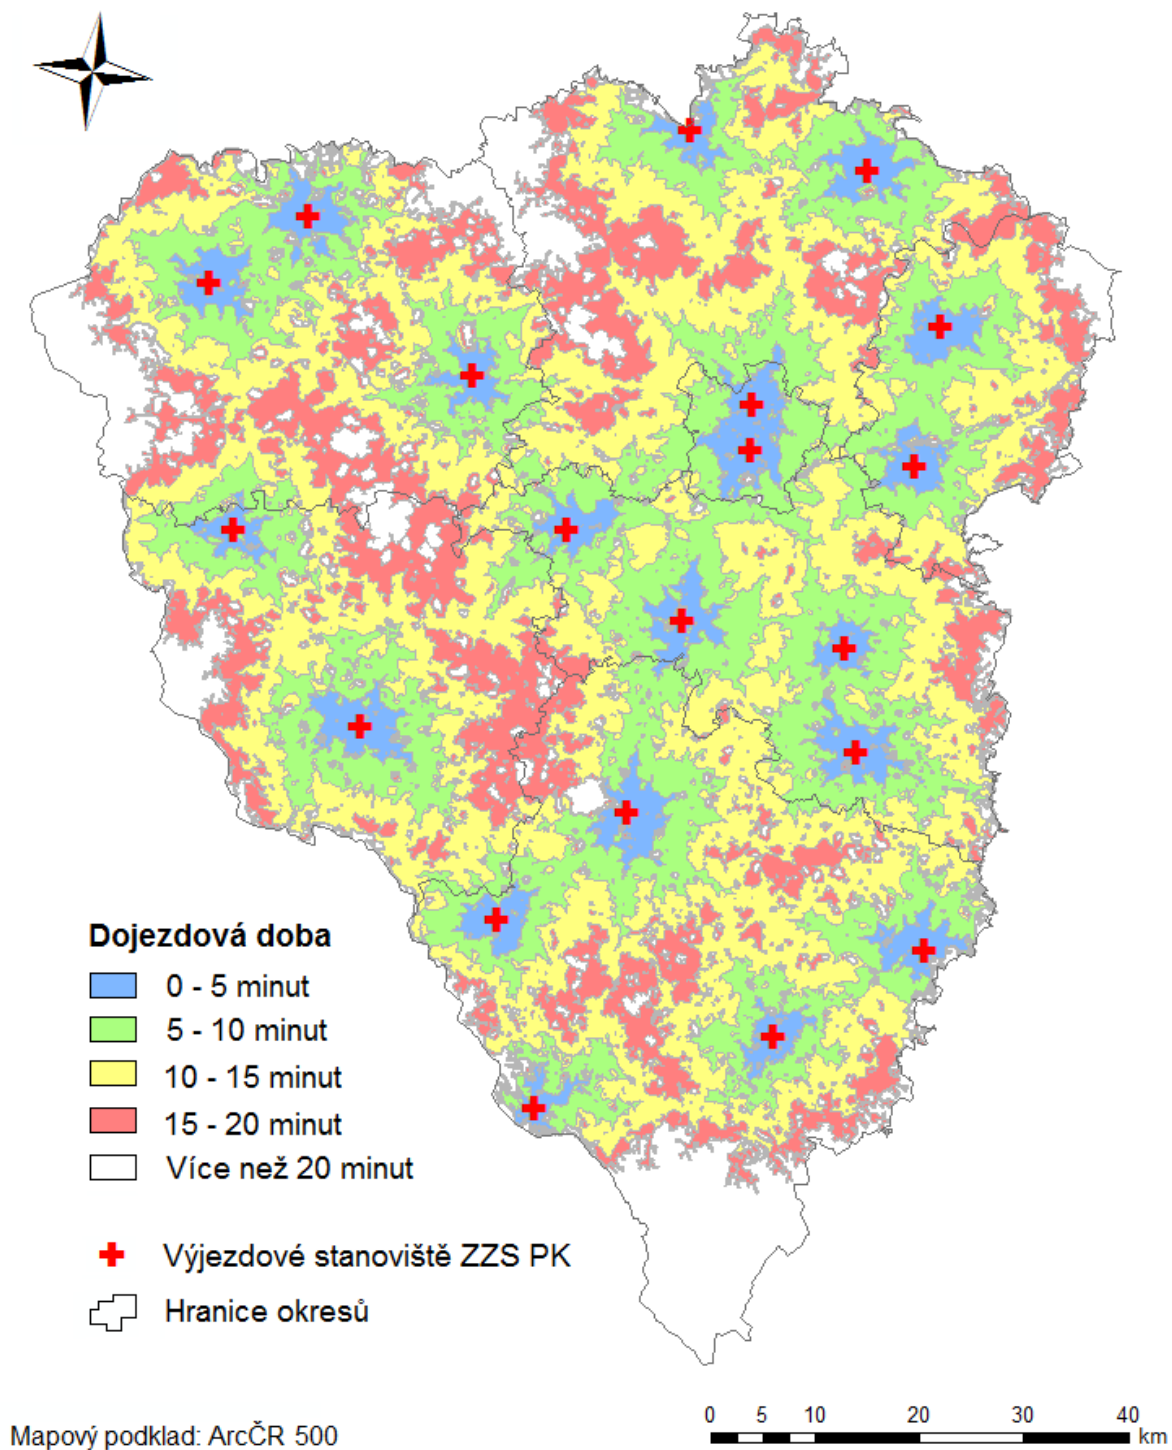 Dojezdová doba
0 - 5 minut
5 - 10 minut
10 - 15 minut
15 - 20 minut
Více než 20 minut
Výjezdové stanoviště ZZS PK
Hranice okresů
0 5 10 20 30 40
km
Mapový podklad: ArcČR 500